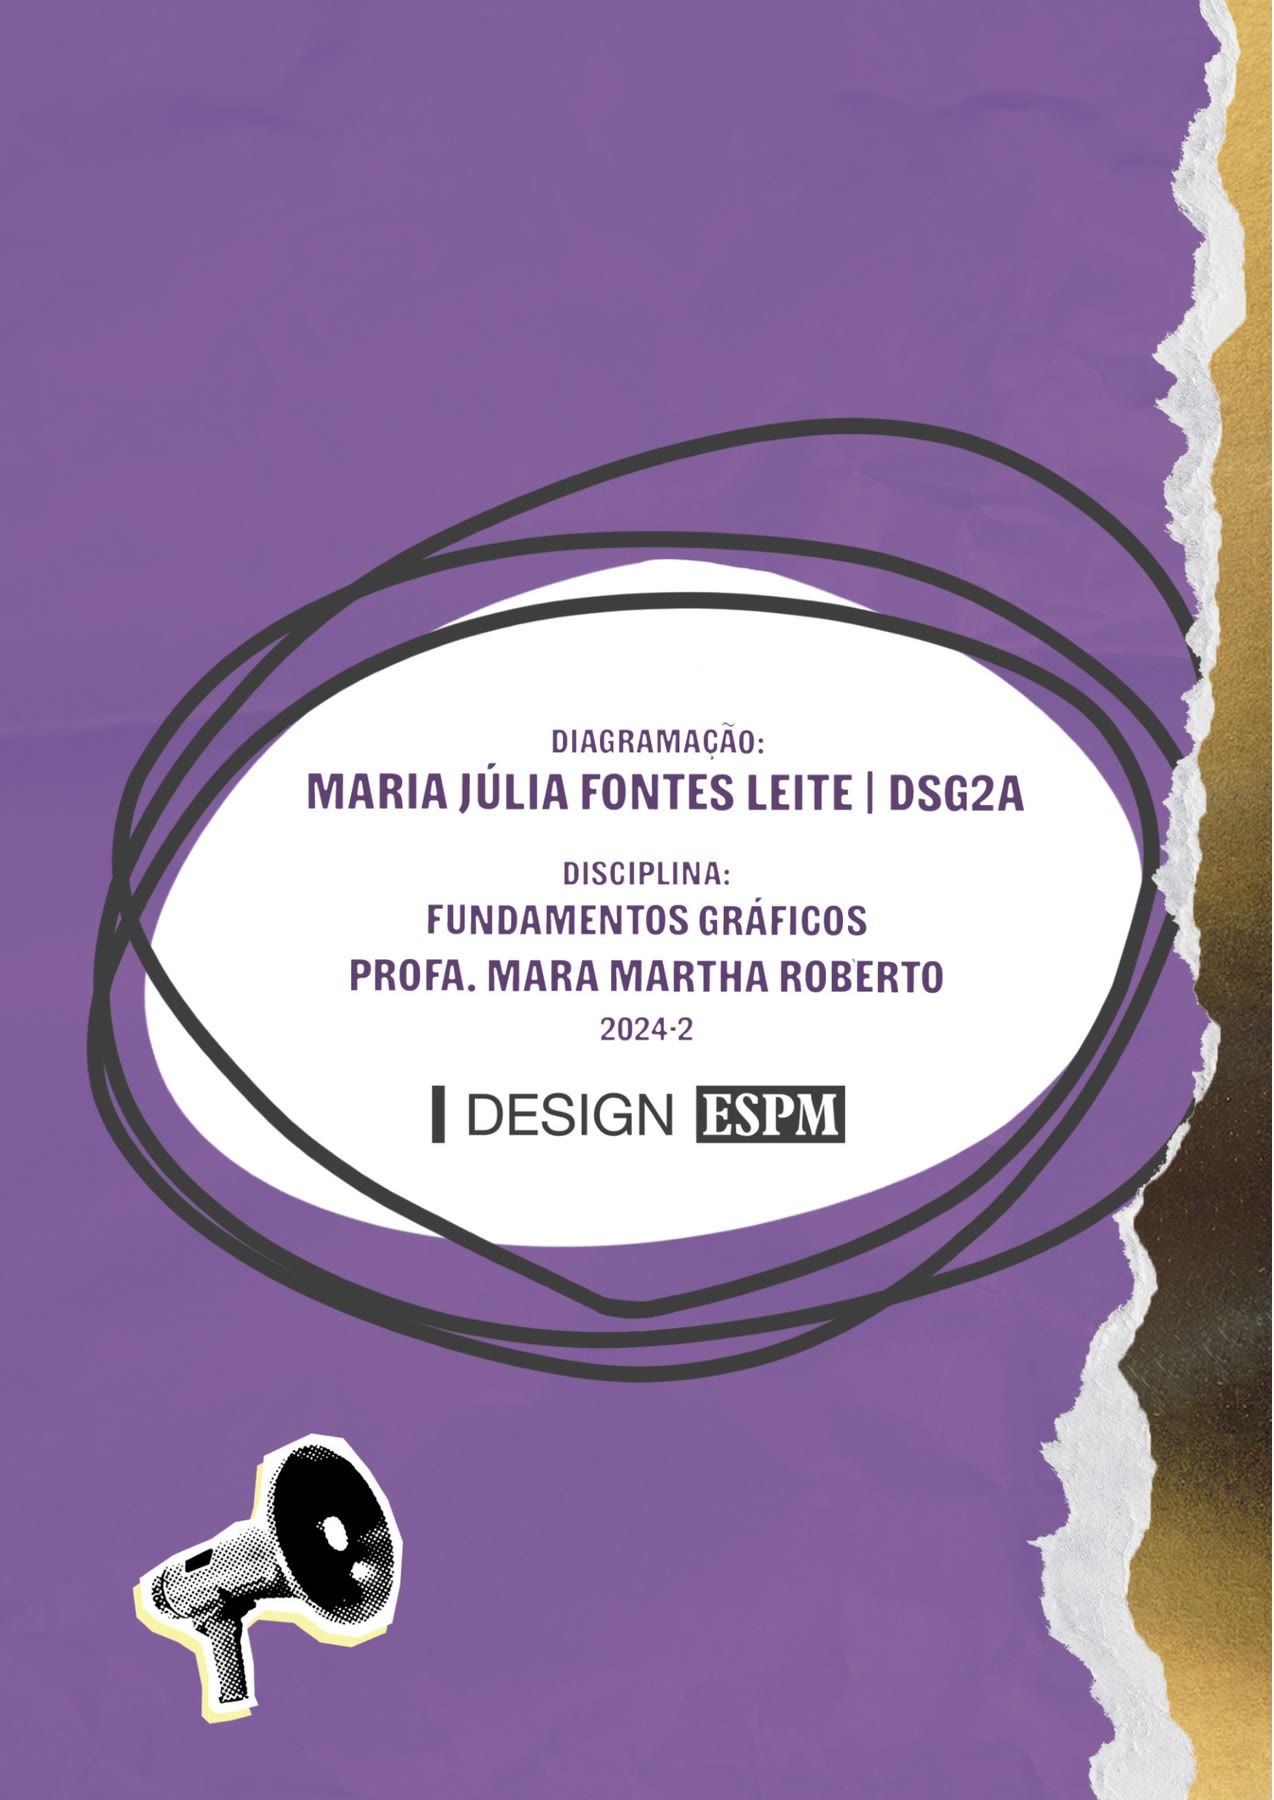 DIAGRAMAÇÃO:
MARIA JÚLIA FONTES LEITE | DSG2A
DISCIPLINA:
FUNDAMENTOS GRÁFICOS
PROFA. MARA MARTHA ROBERTO
2024-2
DESIGN ESPM